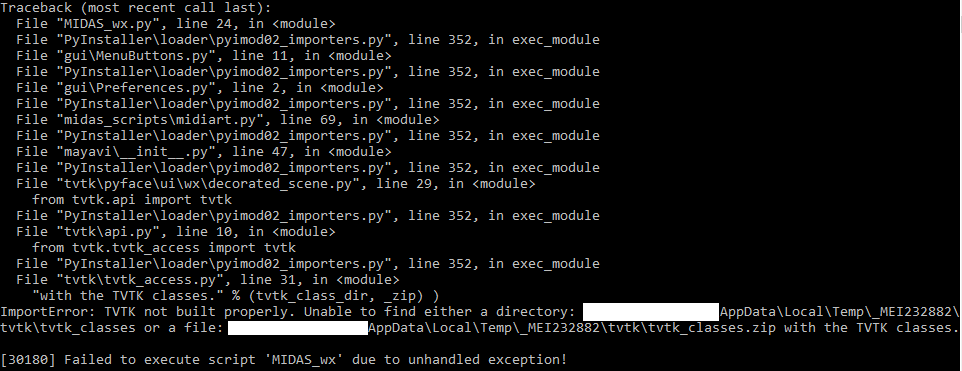 Traceback (most recent call last):
  File "MIDAS_wx.py", line 24, in <module>
  File "PyInstaller\loader\pyimod02_importers.py", line 352, in exec_module
  File "gui\MenuButtons.py", line 11, in <module>
  File "PyInstaller\loader\pyimod02_importers.py", line 352, in exec_module
  File "gui\Preferences.py", line 2, in <module>
  File "PyInstaller\loader\pyimod02_importers.py", line 352, in exec_module
  File "midas_scripts\midiart.py", line 69, in <module>
  File "PyInstaller\loader\pyimod02_importers.py", line 352, in exec_module
  File "mayavi\__init__.py", line 47, in <module>
  File "PyInstaller\loader\pyimod02_importers.py", line 352, in exec_module
  File "tvtk\pyface\ui\wx\decorated_scene.py", line 29, in <module>
    from tvtk.api import tvtk
  File "PyInstaller\loader\pyimod02_importers.py", line 352, in exec_module
  File "tvtk\api.py", line 10, in <module>
    from tvtk.tvtk_access import tvtk
  File "PyInstaller\loader\pyimod02_importers.py", line 352, in exec_module
  File "tvtk\tvtk_access.py", line 31, in <module>
    "with the TVTK classes." % (tvtk_class_dir, _zip) )
ImportError: TVTK not built properly. Unable to find either a directory: AppData\Local\Temp\_MEI232882\
tvtk\tvtk_classes or a file: AppData\Local\Temp\_MEI232882\tvtk\tvtk_classes.zip with the TVTK classes.
[30180] Failed to execute script 'MIDAS_wx' due to unhandled exception!